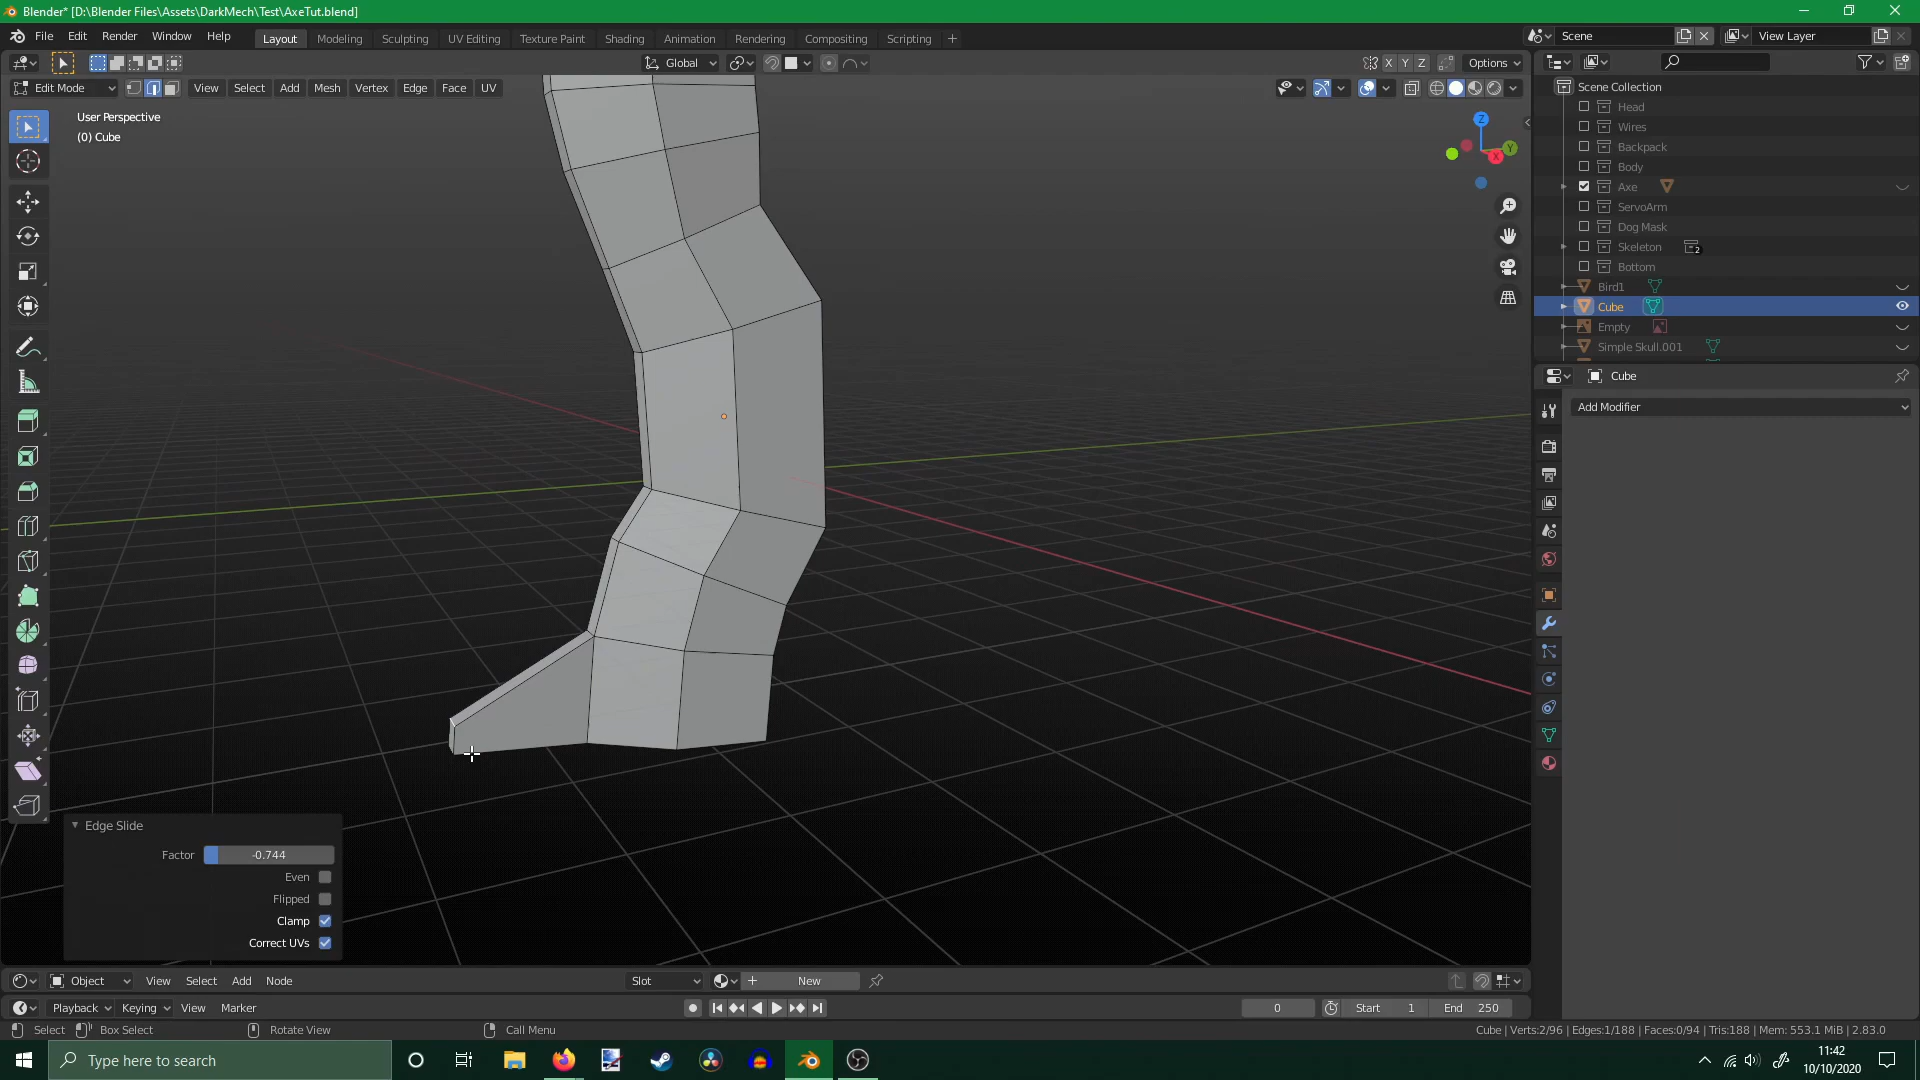 Blender* [D:\Blender Files\Assets\DarkMech\Test\AxeTut.blend]
File Edit Render Window Help
Layout Modeling Sculpting UV Editing Texture Paint Shading Animation Rendering Compositing Scripting
Scene
View Layer
Global
X Y Z
Options
Edit Mode View Select Add Mesh Vertex Edge Face UV
User Perspective
(0) Cube
Z
Y
X
Scene Collection
Head
Wires
Backpack
Body
Axe
ServoArm
Dog Mask
Skeleton 2
Bottom
Bird1
Cube
Empty
Simple Skull.001
Cube
Add Modifier
Edge Slide
Factor -0.744
Even
Flipped
Clamp
Correct UVs
Object View Select Add Node
Slot
New
Playback Keying View Marker
0
Start 1
End 250
Select Box Select Rotate View Call Menu
Cube | Verts:2/96 | Edges:1/188 | Faces:0/94 | Tris:188 | Mem: 553.1 MiB | 2.83.0
Type here to search
11:42
10/10/2020